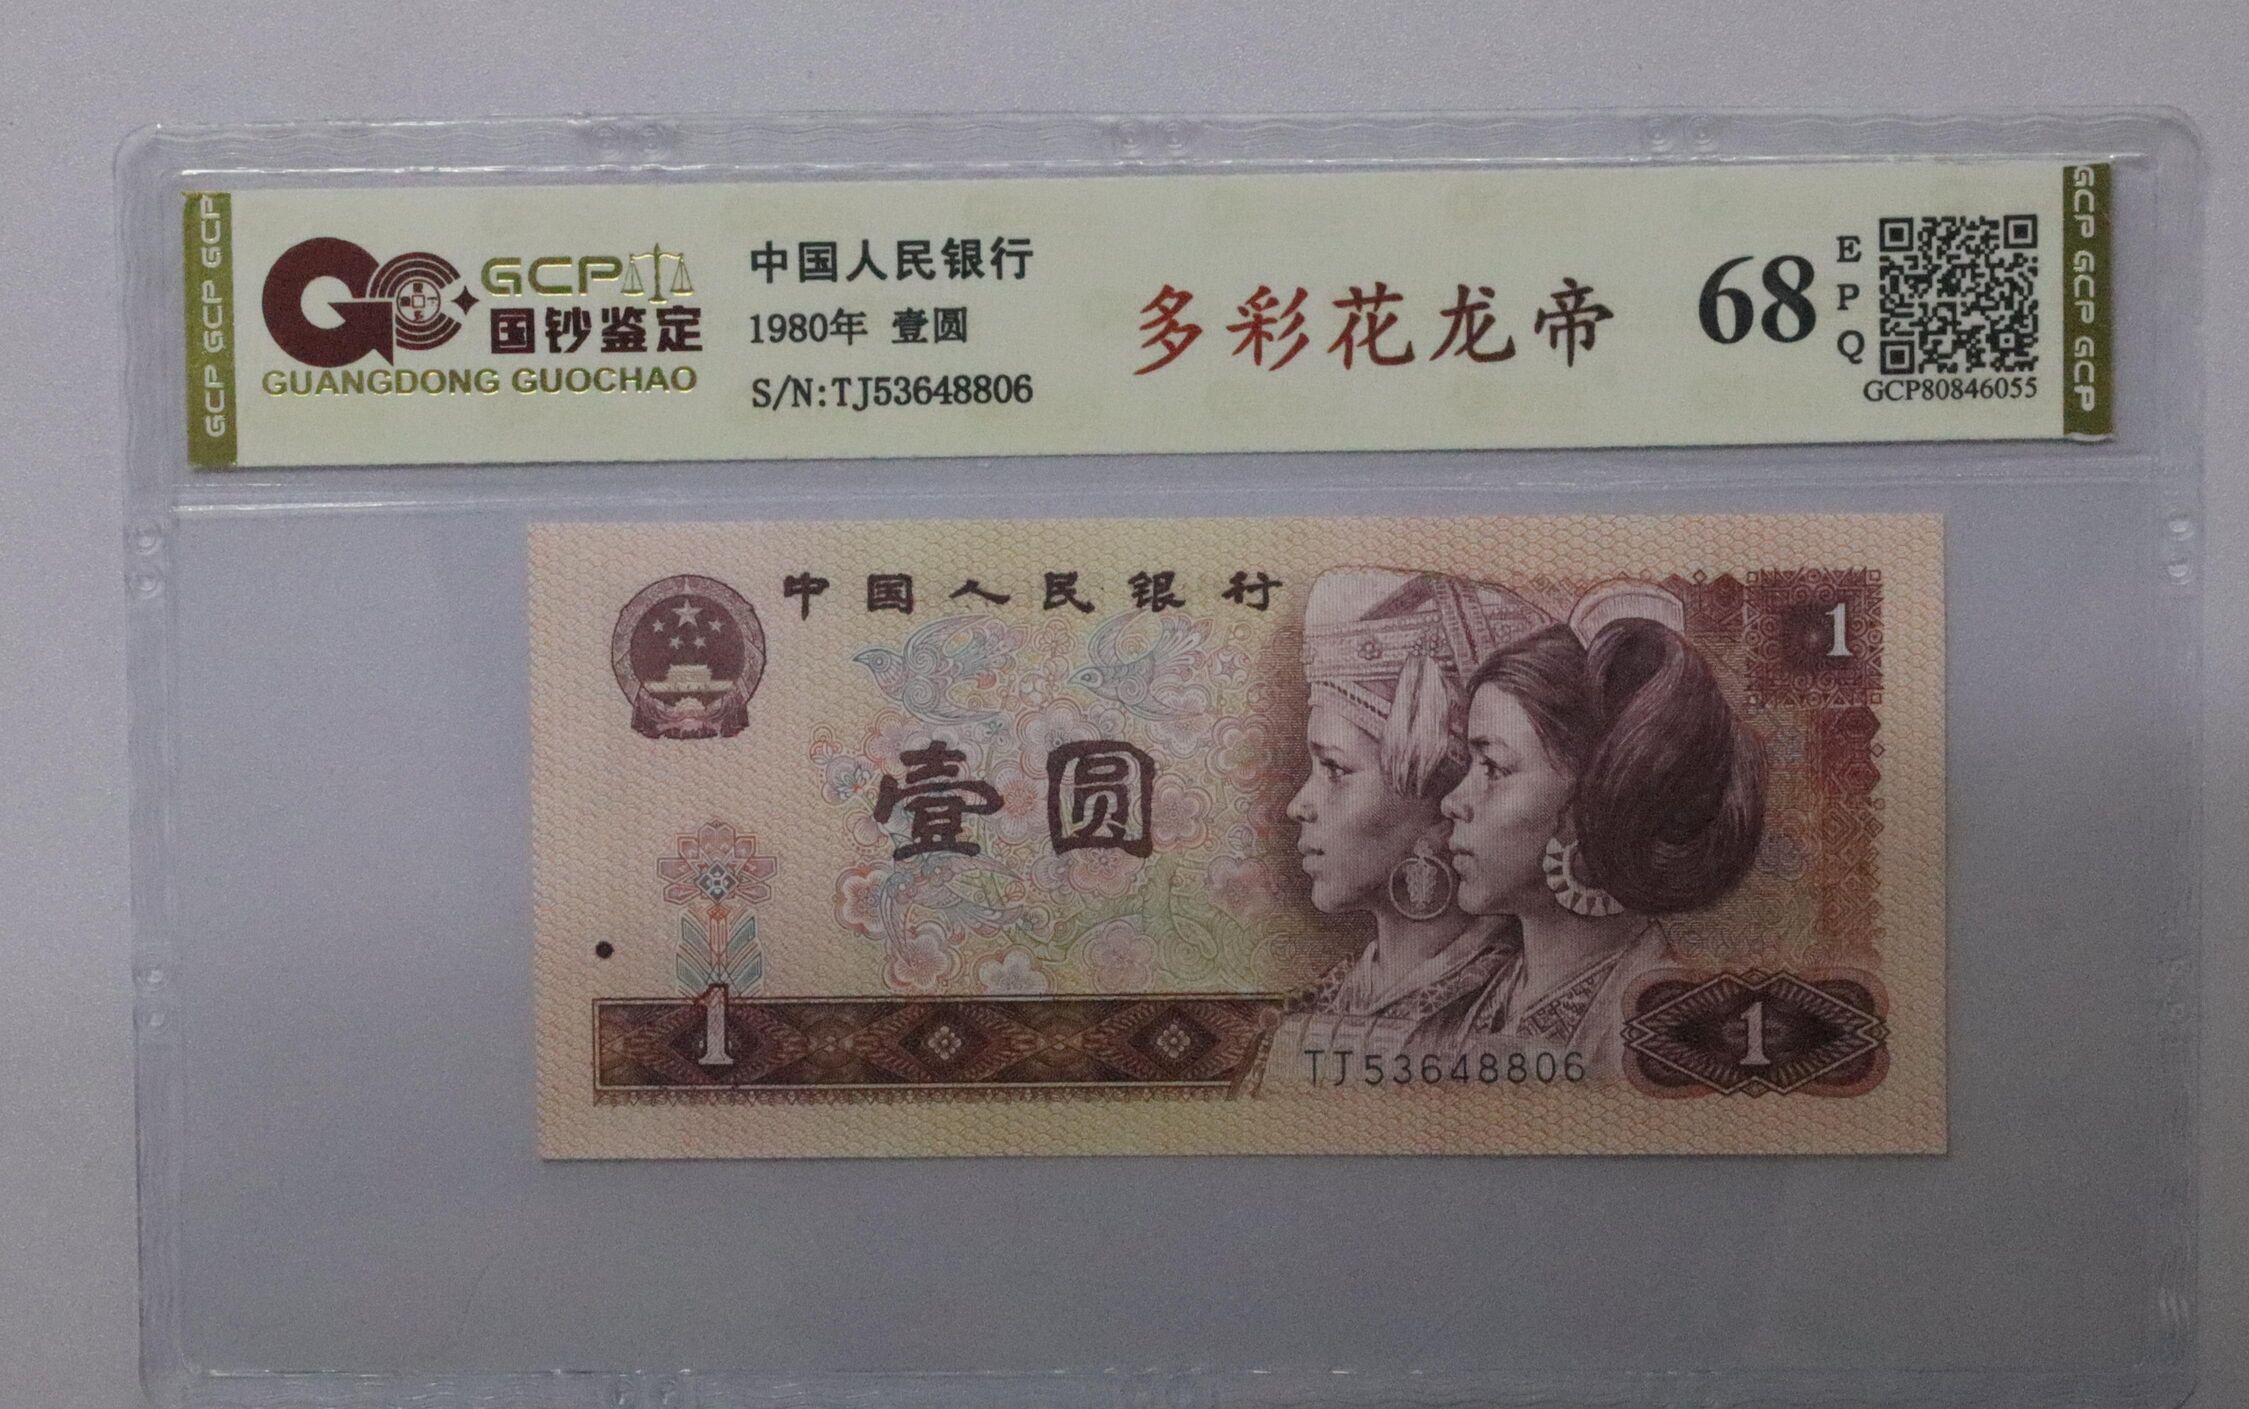 GCP GCP GCP
GCP
国钞鉴定
GUANGDONG GUOCHAO
中国人民银行
1980年 壹圆
S/N:TJ53648806
多彩花龙帝
68
E
P
Q
GCP80846055
GCP GCP GCP
中国人民银行
1
壹圆
1
TJ53648806
1